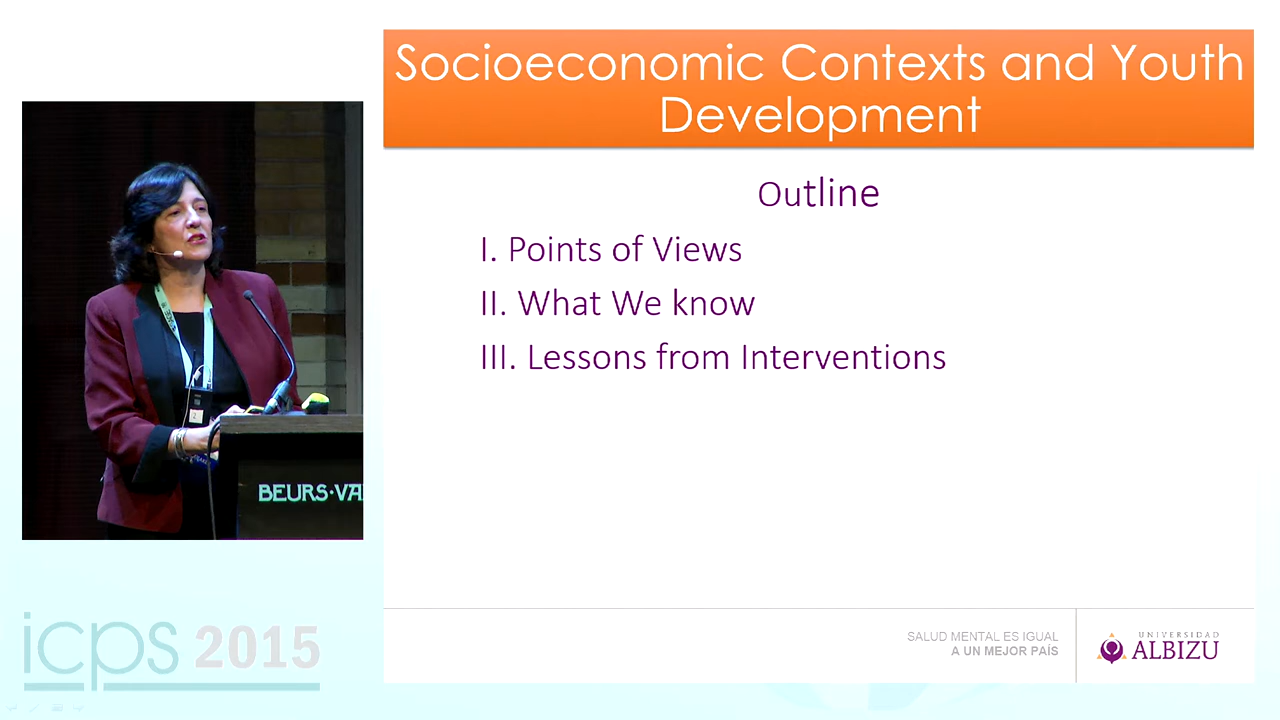 Socioeconomic Contexts and Youth
Development
Outline
I. Points of Views
II. What We know
III. Lessons from Interventions
BEURS·VA
icps 2015
SALUD MENTAL ES IGUAL
A UN MEJOR PAÍS
UNIVERSIDAD
ALBIZU